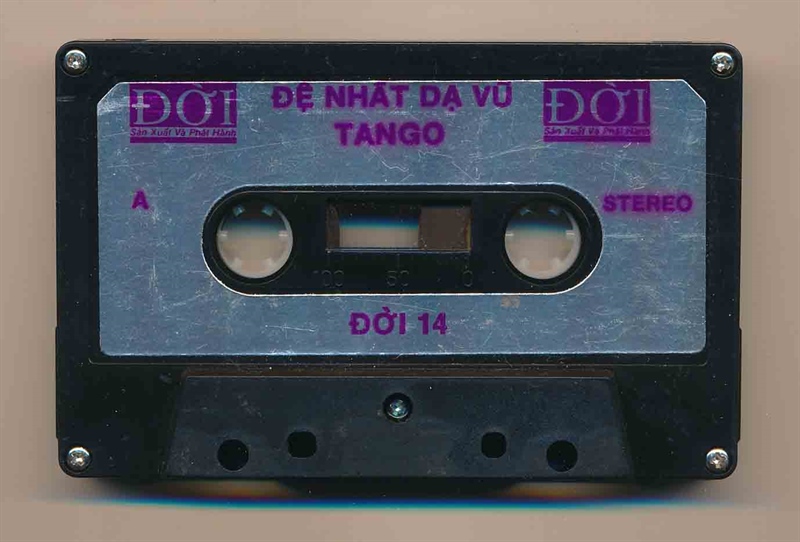 ĐỜI
Sản Xuất Và Phát Hành
ĐỆ NHẤT DẠ VŨ
TANGO
ĐỜI
Sản Xuất Và Phát Hành
A
STEREO
100 50 0
ĐỜI 14